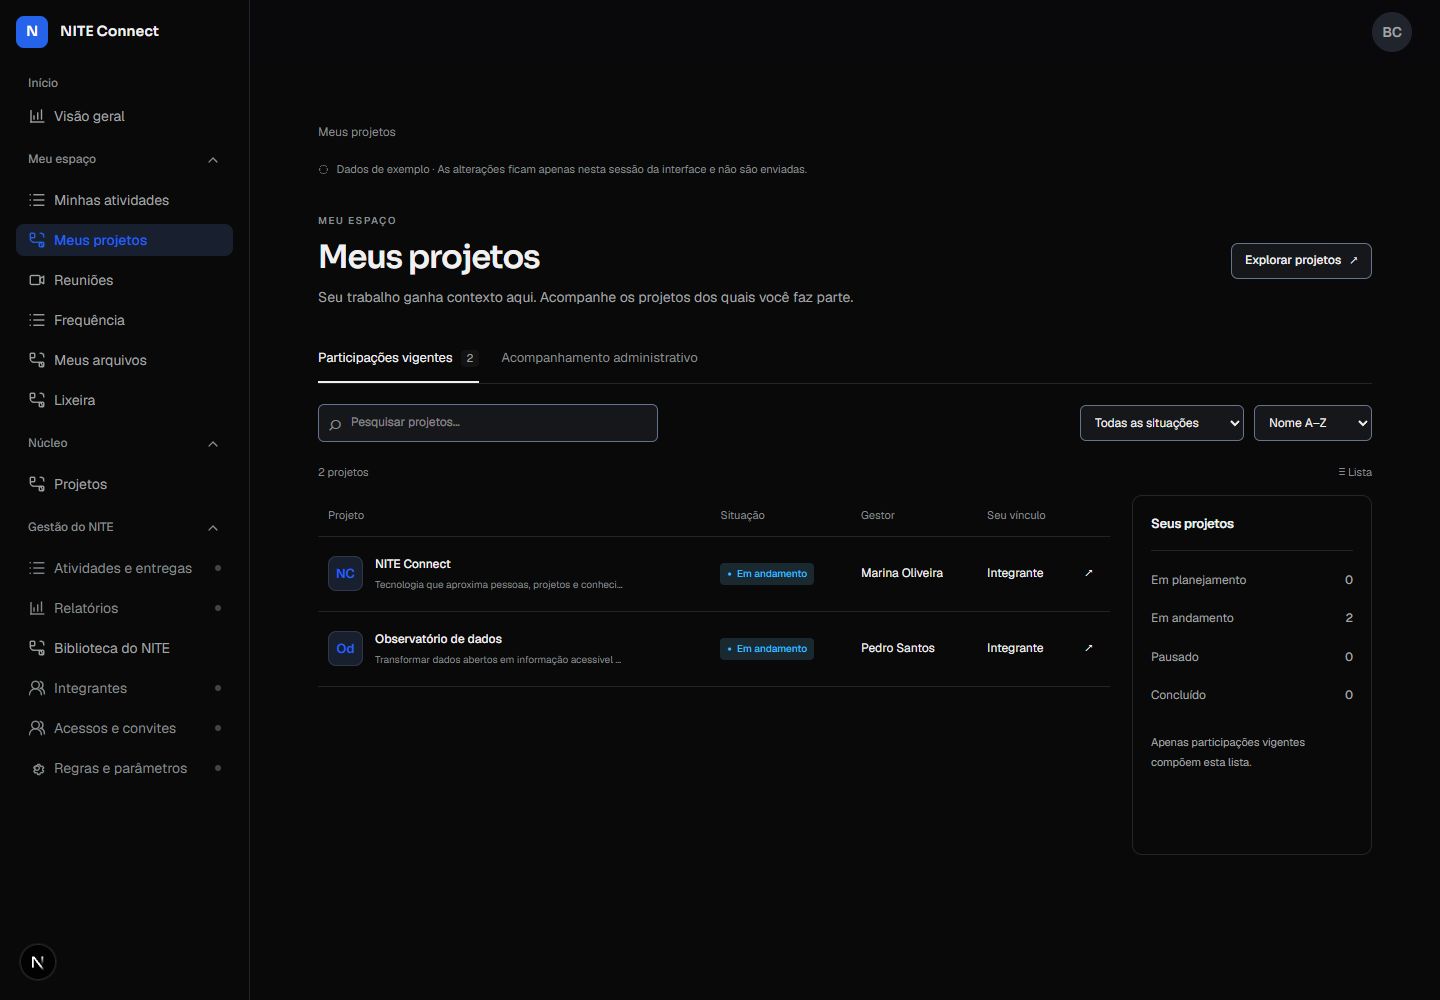 N NITE Connect
BC
Início
Visão geral
Meu espaço
Minhas atividades
Meus projetos
Reuniões
Frequência
Meus arquivos
Lixeira
Núcleo
Projetos
Gestão do NITE
Atividades e entregas
Relatórios
Biblioteca do NITE
Integrantes
Acessos e convites
Regras e parâmetros
N
Meus projetos
Dados de exemplo · As alterações ficam apenas nesta sessão da interface e não são enviadas.
MEU ESPAÇO
Meus projetos
Explorar projetos ↗
Seu trabalho ganha contexto aqui. Acompanhe os projetos dos quais você faz parte.
Participações vigentes 2 Acompanhamento administrativo
Pesquisar projetos...
Todas as situações
Nome A–Z
2 projetos
Lista
Projeto Situação Gestor Seu vínculo
NC NITE Connect
Tecnologia que aproxima pessoas, projetos e conheci...
• Em andamento Marina Oliveira Integrante ↗
Od Observatório de dados
Transformar dados abertos em informação acessível ...
• Em andamento Pedro Santos Integrante ↗
Seus projetos
Em planejamento 0
Em andamento 2
Pausado 0
Concluído 0
Apenas participações vigentes
compõem esta lista.